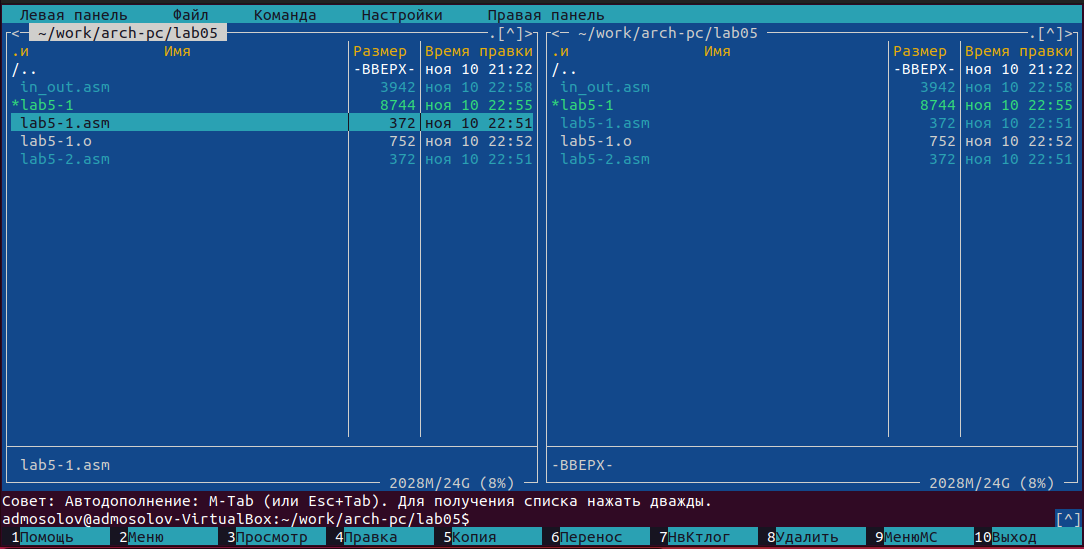 Левая панель Файл Команда Настройки Правая панель
<─ ~/work/arch-pc/lab05 .[^]> <─ ~/work/arch-pc/lab05 .[^]>
.и Имя Размер Время правки .и Имя Размер Время правки
/.. -ВВЕРХ- ноя 10 21:22 /.. -ВВЕРХ- ноя 10 21:22
in_out.asm 3942 ноя 10 22:58 in_out.asm 3942 ноя 10 22:58
*lab5-1 8744 ноя 10 22:55 *lab5-1 8744 ноя 10 22:55
lab5-1.asm 372 ноя 10 22:51 lab5-1.asm 372 ноя 10 22:51
lab5-1.o 752 ноя 10 22:52 lab5-1.o 752 ноя 10 22:52
lab5-2.asm 372 ноя 10 22:51 lab5-2.asm 372 ноя 10 22:51
lab5-1.asm -ВВЕРХ-
2028M/24G (8%) 2028M/24G (8%)
Совет: Автодополнение: M-Tab (или Esc+Tab). Для получения списка нажать дважды.
admosolov@admosolov-VirtualBox:~/work/arch-pc/lab05$ [^]
1Помощь 2Меню 3Просмотр 4Правка 5Копия 6Перенос 7НвКтлог 8Удалить 9МенюМС 10Выход